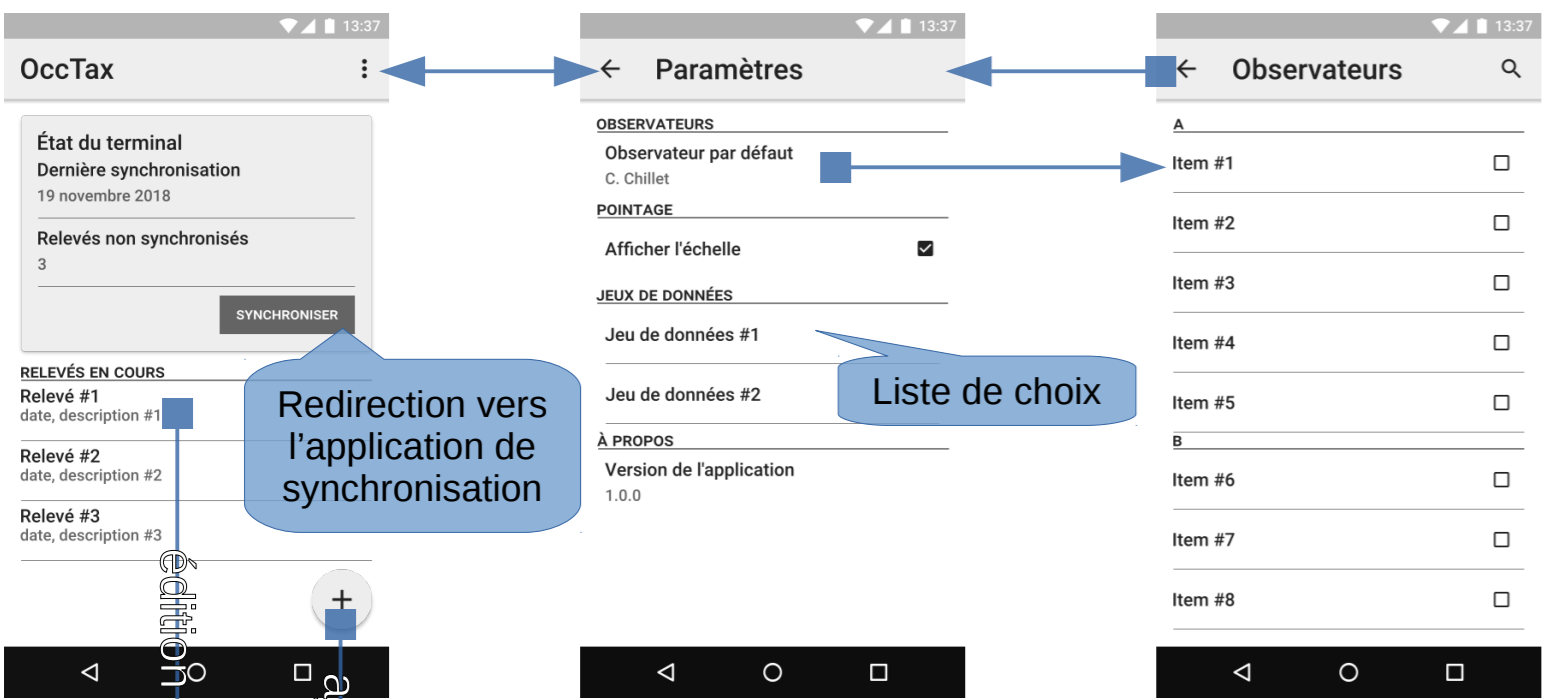 13:37
OccTax
État du terminal
Dernière synchronisation
19 novembre 2018
Relevés non synchronisés
3
SYNCHRONISER
RELEVÉS EN COURS
Relevé #1
date, description #1
Relevé #2
date, description #2
Relevé #3
date, description #3
Redirection vers
l’application de
synchronisation
édition
13:37
Paramètres
OBSERVATEURS
Observateur par défaut
C. Chillet
POINTAGE
Afficher l'échelle
JEUX DE DONNÉES
Jeu de données #1
Jeu de données #2
Liste de choix
À PROPOS
Version de l'application
1.0.0
13:37
Observateurs
A
Item #1
Item #2
Item #3
Item #4
Item #5
B
Item #6
Item #7
Item #8